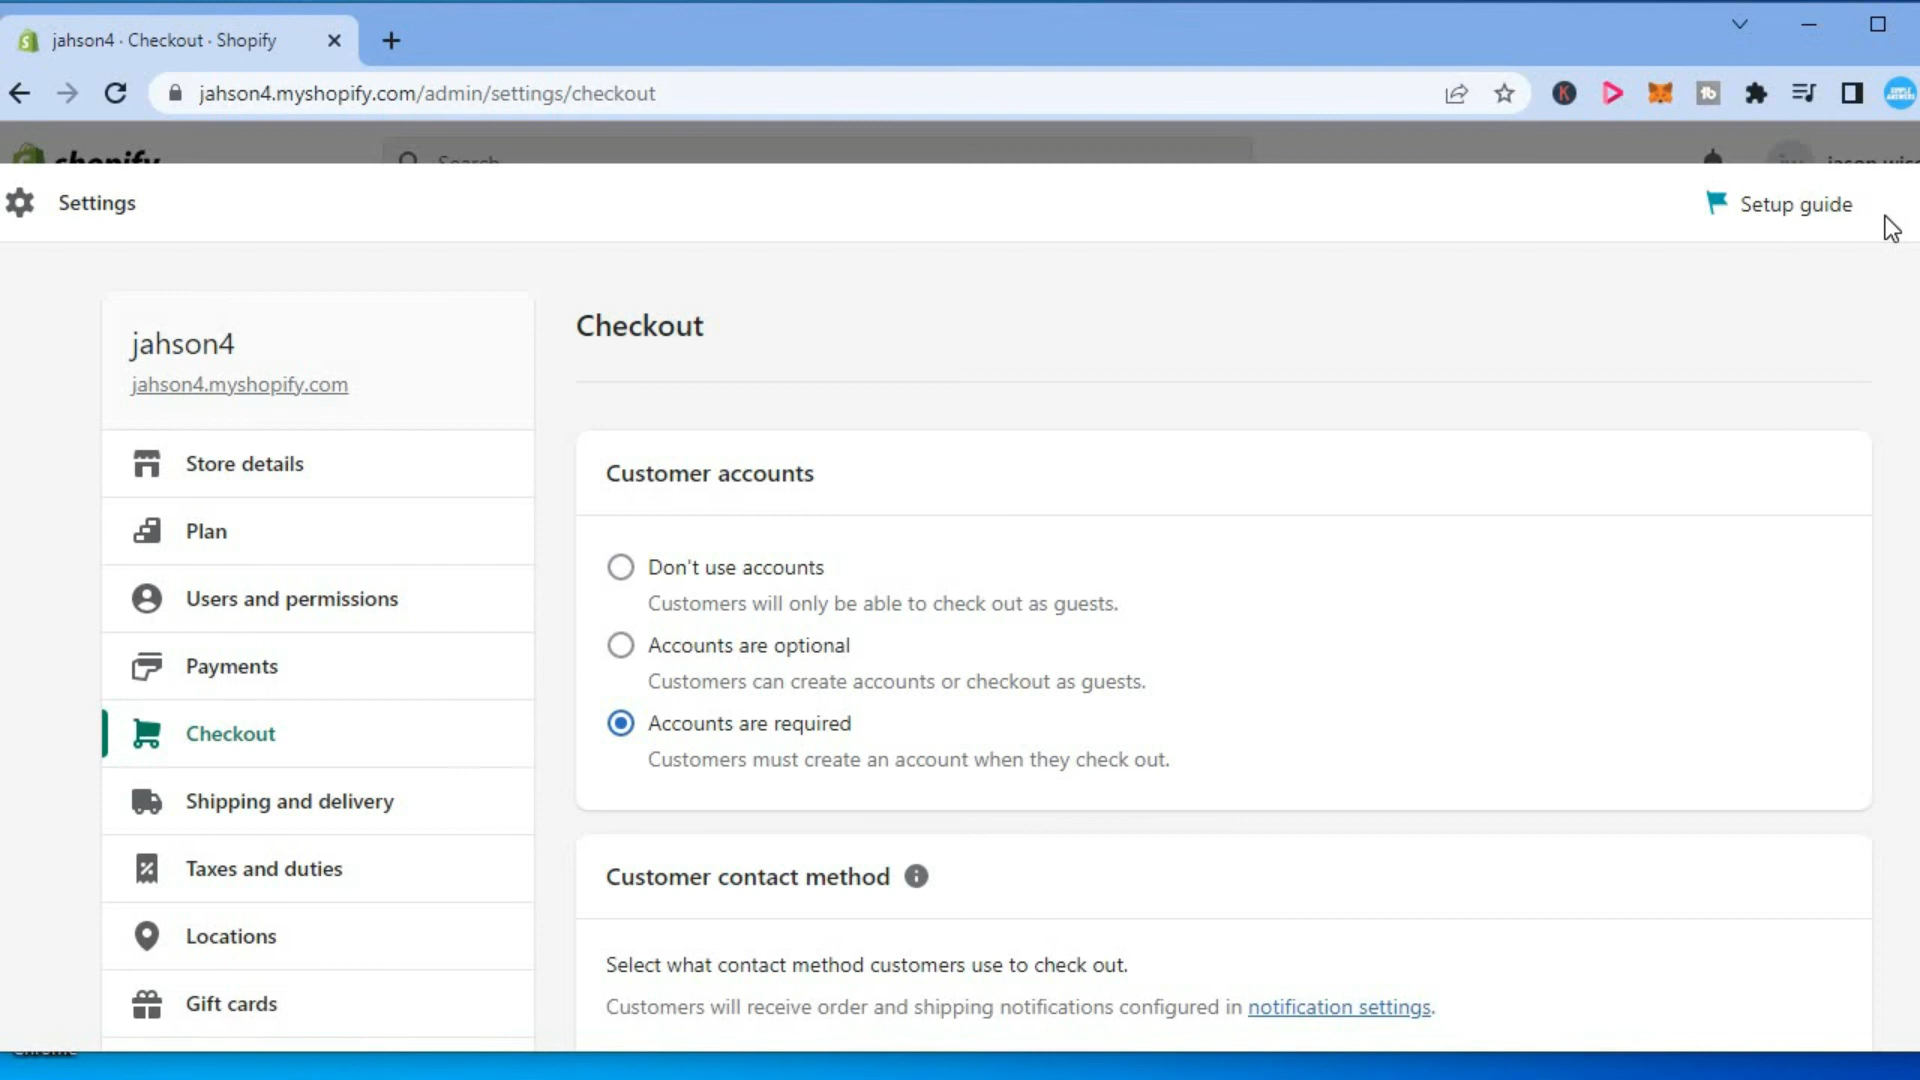 jahson4 · Checkout · Shopify
jahson4.myshopify.com/admin/settings/checkout
shopify
Search
Settings
Setup guide
jahson4
jahson4.myshopify.com
Store details
Plan
Users and permissions
Payments
Checkout
Shipping and delivery
Taxes and duties
Locations
Gift cards
Checkout
Customer accounts
Don't use accounts
Customers will only be able to check out as guests.
Accounts are optional
Customers can create accounts or checkout as guests.
Accounts are required
Customers must create an account when they check out.
Customer contact method
Select what contact method customers use to check out.
Customers will receive order and shipping notifications configured in notification settings.